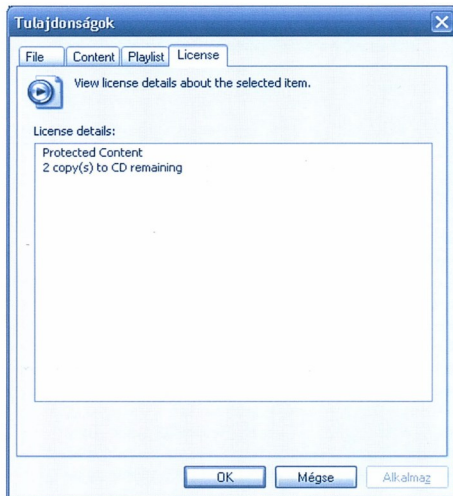 Tulajdonságok
File Content Playlist License
View license details about the selected item.
License details:
Protected Content
2 copy(s) to CD remaining
OK Mégse Alkalmaz